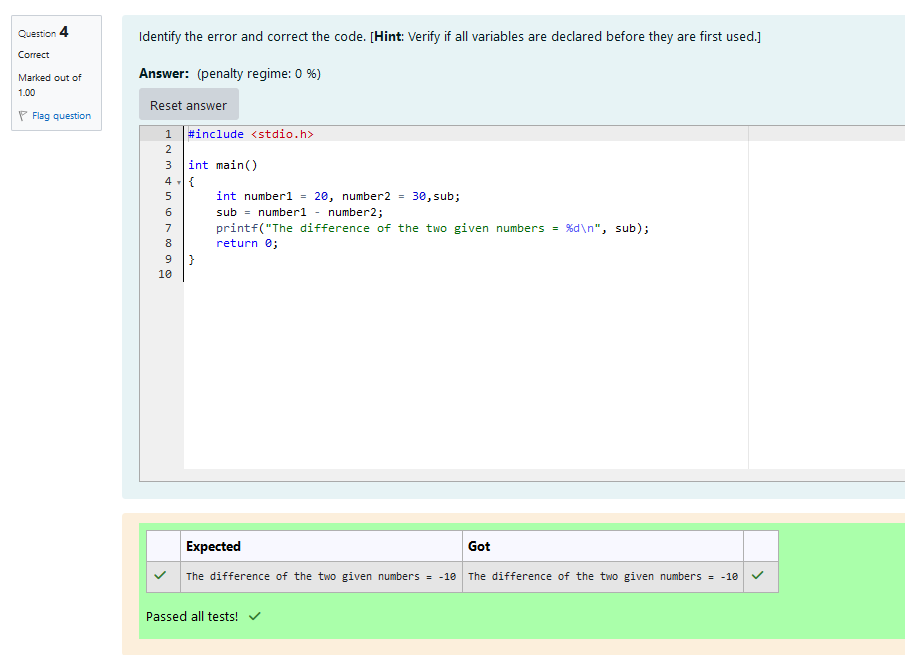 Question 4
Correct
Marked out of
1.00
Flag question
Identify the error and correct the code. [Hint: Verify if all variables are declared before they are first used.]
Answer: (penalty regime: 0 %)
Reset answer
1 #include <stdio.h>
2
3 int main()
4 {
5     int number1 = 20, number2 = 30,sub;
6     sub = number1 - number2;
7     printf("The difference of the two given numbers = %d\n", sub);
8     return 0;
9 }
10
Expected Got
The difference of the two given numbers = -10 The difference of the two given numbers = -10
Passed all tests!